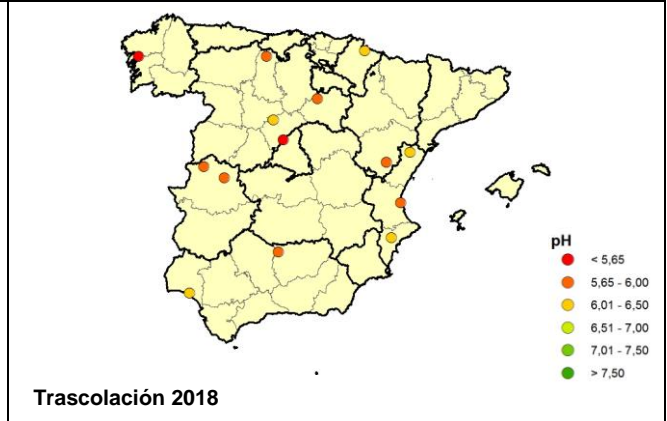 pH
< 5,65
5,65 - 6,00
6,01 - 6,50
6,51 - 7,00
7,01 - 7,50
> 7,50
Trascolación 2018